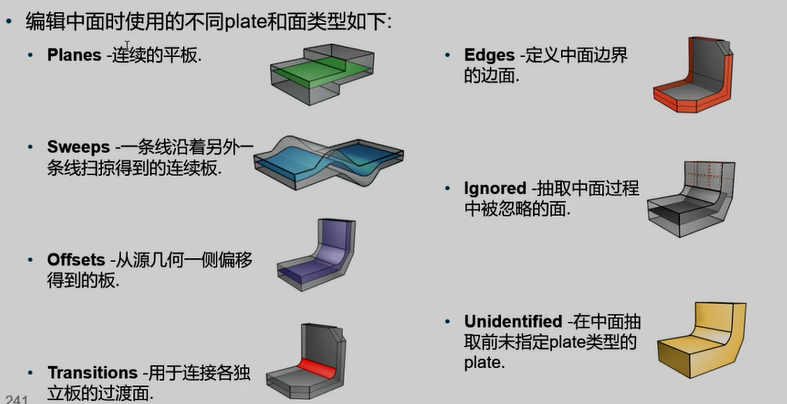 编辑中面时使用的不同plate和面类型如下:
Planes -连续的平板.
Sweeps -一条线沿着另外一
条线扫掠得到的连续板.
Offsets -从源几何一侧偏移
得到的板.
Transitions -用于连接各独
立板的过渡面.
Edges -定义中面边界
的边面.
Ignored -抽取中面过程
中被忽略的面.
Unidentified -在中面抽
取前未指定plate类型的
plate.
241